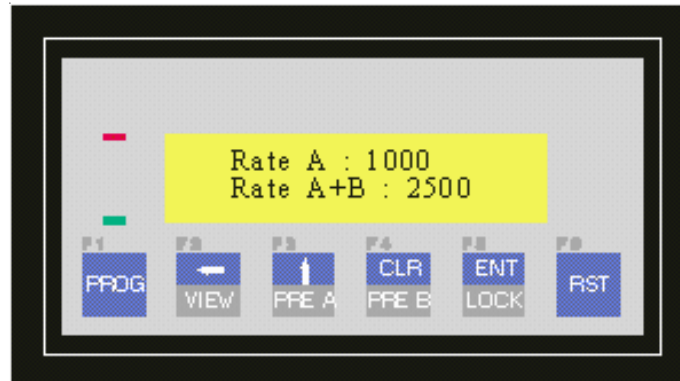 Rate A : 1000
Rate A+B : 2500
F1 F2 F3 F4 F5 F6
PROG CLR ENT RST
VIEW PRE A PRE B LOCK